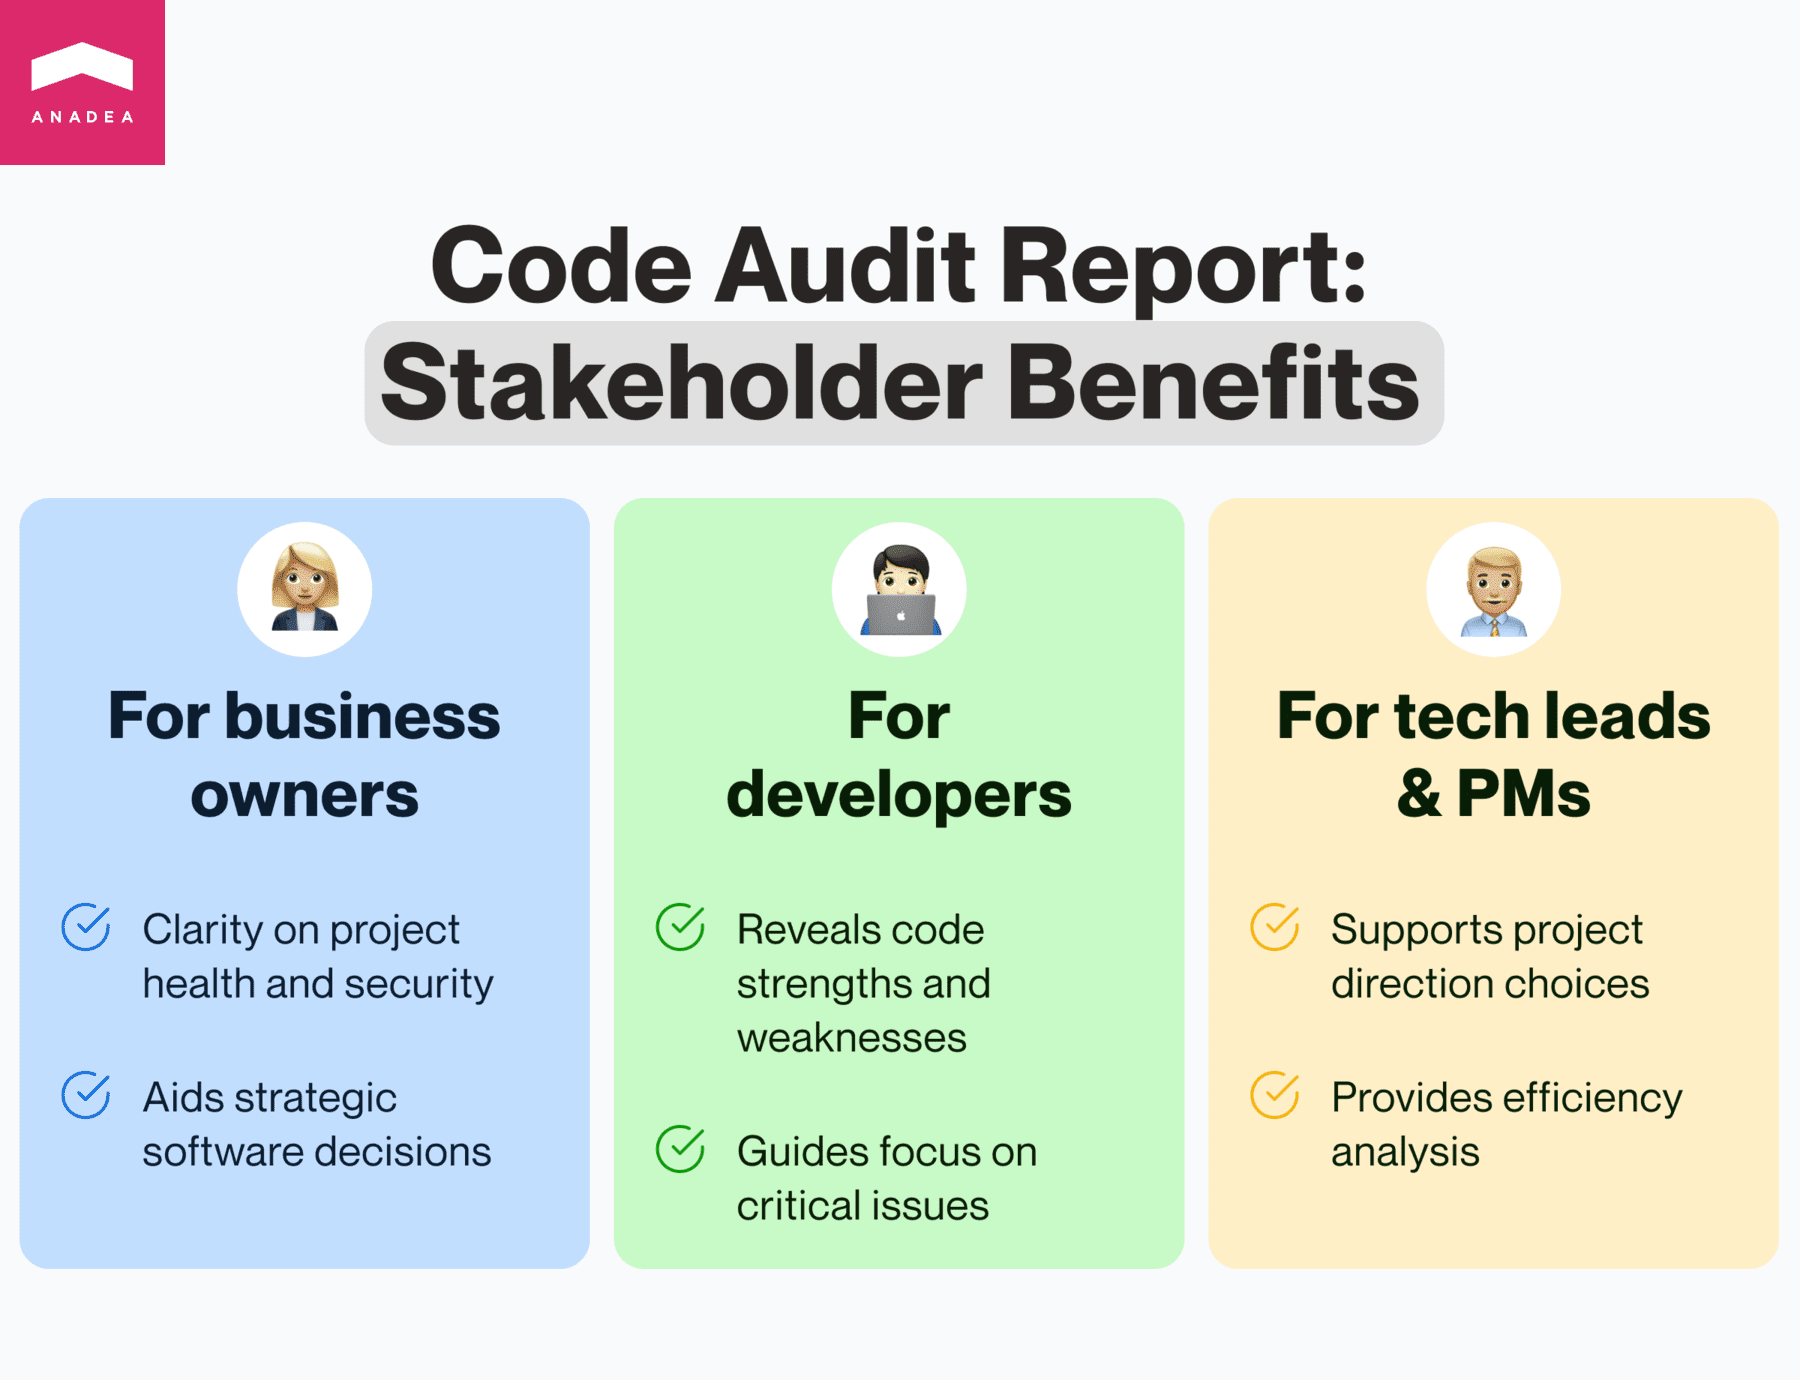 ANADEA
Code Audit Report:
Stakeholder Benefits
For business
owners
Clarity on project
health and security
Aids strategic
software decisions
For
developers
Reveals code
strengths and
weaknesses
Guides focus on
critical issues
For tech leads
& PMs
Supports project
direction choices
Provides efficiency
analysis